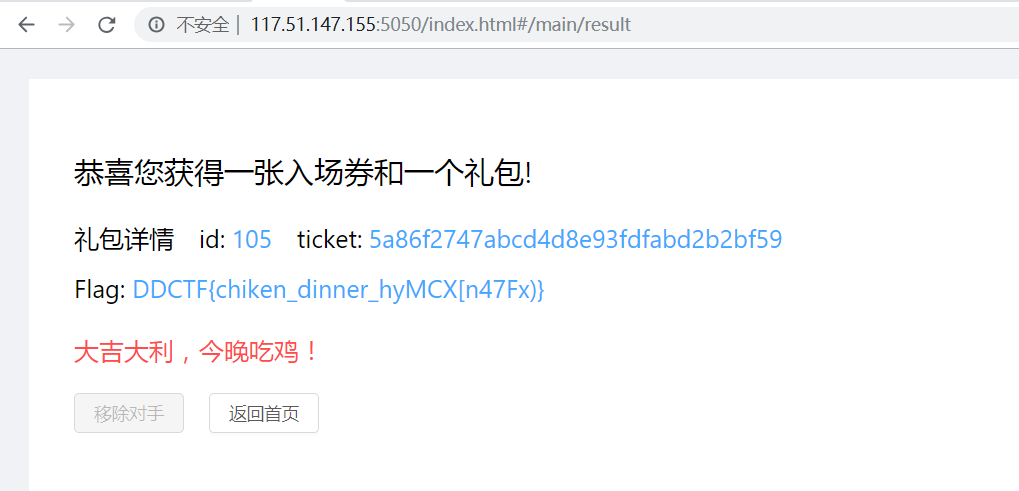 不安全 | 117.51.147.155:5050/index.html#/main/result
恭喜您获得一张入场券和一个礼包!
礼包详情 id: 105 ticket: 5a86f2747abcd4d8e93fdfabd2b2bf59
Flag: DDCTF{chiken_dinner_hyMCX[n47Fx)}
大吉大利，今晚吃鸡！
移除对手 返回首页